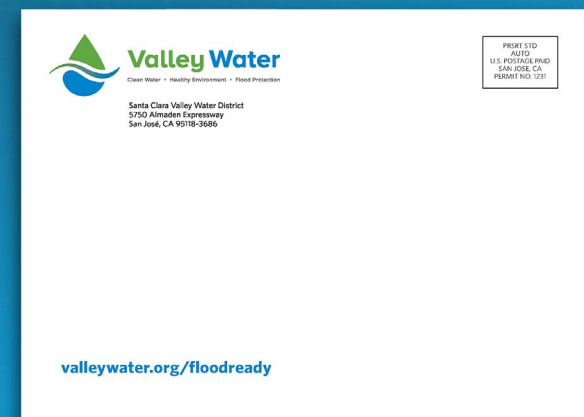 Valley Water
Clean Water • Healthy Environment • Flood Protection
Santa Clara Valley Water District
5750 Almaden Expressway
San José, CA 95118-3686
PRSRT STD
AUTO
U.S. POSTAGE PAID
SAN JOSE, CA
PERMIT NO. 1231
valleywater.org/floodready